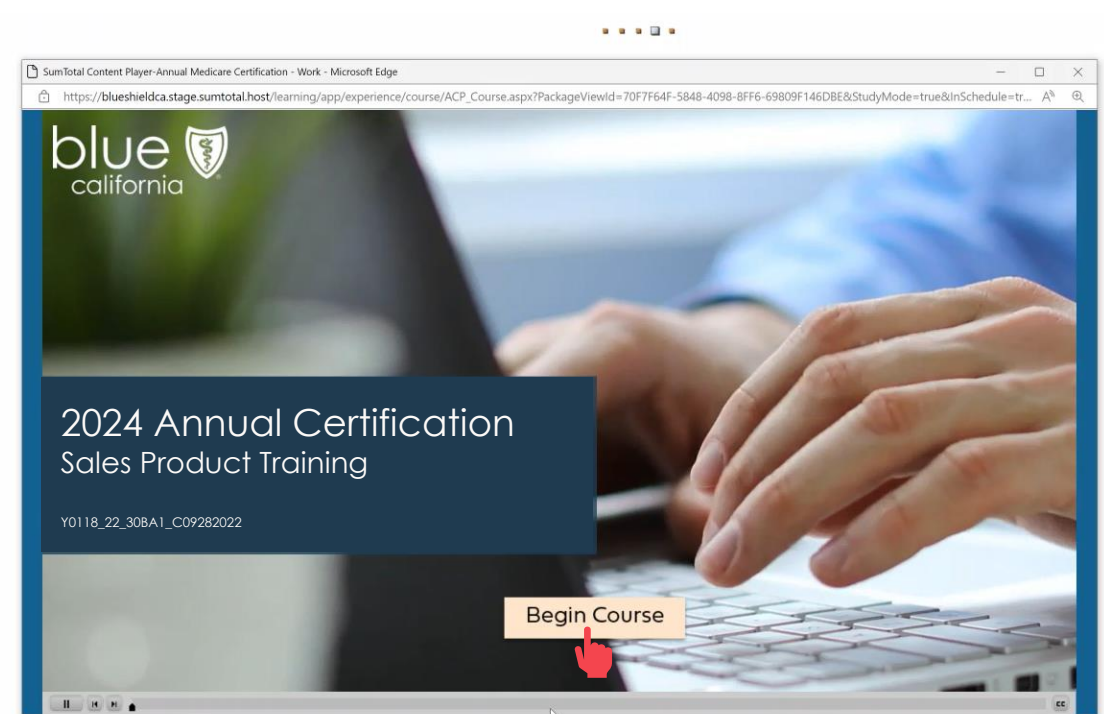 SumTotal Content Player-Annual Medicare Certification - Work - Microsoft Edge
https://blueshieldca.stage.sumtotal.host/learning/app/experience/course/ACP_Course.aspx?PackageViewId=70F7F64F-5848-4098-8FF6-69809F146DBE&StudyMode=true&InSchedule=tr...
blue
california
2024 Annual Certification
Sales Product Training
Y0118_22_30BA1_C09282022
Begin Course
CC